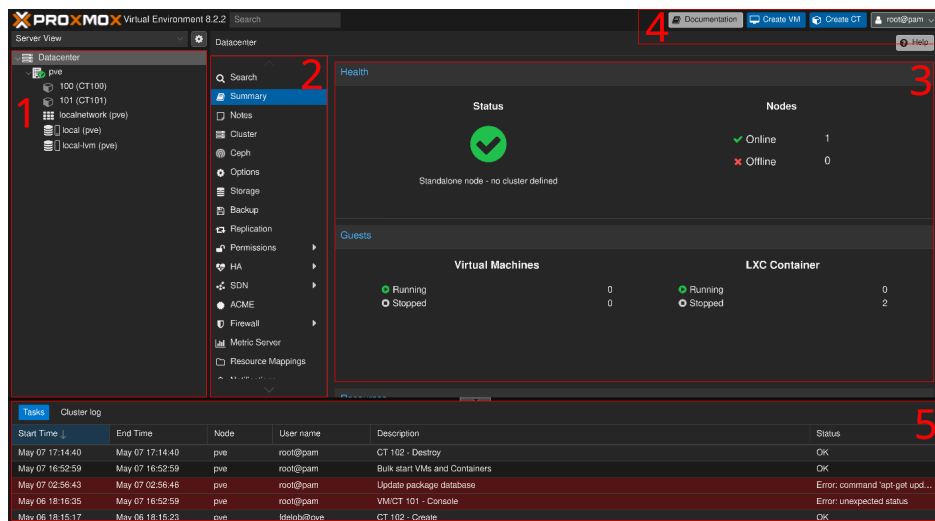 PROXMOX Virtual Environment 8.2.2 Search
4
Documentation
Create VM
Create CT
root@pam
Server View
Datacenter
Help
1
Datacenter
pve
100 (CT100)
101 (CT101)
localnetwork (pve)
local (pve)
local-lvm (pve)
2
Search
Summary
Notes
Cluster
Ceph
Options
Storage
Backup
Replication
Permissions
HA
SDN
ACME
Firewall
Metric Server
Resource Mappings
Notifications
3
Health
Status
Nodes
Standalone node - no cluster defined
Online 1
Offline 0
Guests
Virtual Machines
LXC Container
Running 0
Stopped 0
Running 0
Stopped 2
Resources
5
Tasks Cluster log
Start Time End Time Node User name Description Status
May 07 17:14:40 May 07 17:14:40 pve root@pam CT 102 - Destroy OK
May 07 16:52:59 May 07 16:52:59 pve root@pam Bulk start VMs and Containers OK
May 07 02:56:43 May 07 02:56:46 pve root@pam Update package database Error: command 'apt-get upd...
May 06 18:16:35 May 07 16:52:59 pve root@pam VM/CT 101 - Console Error: unexpected status
May 06 18:15:17 May 06 18:15:23 pve ldelob@pve CT 102 - Create OK